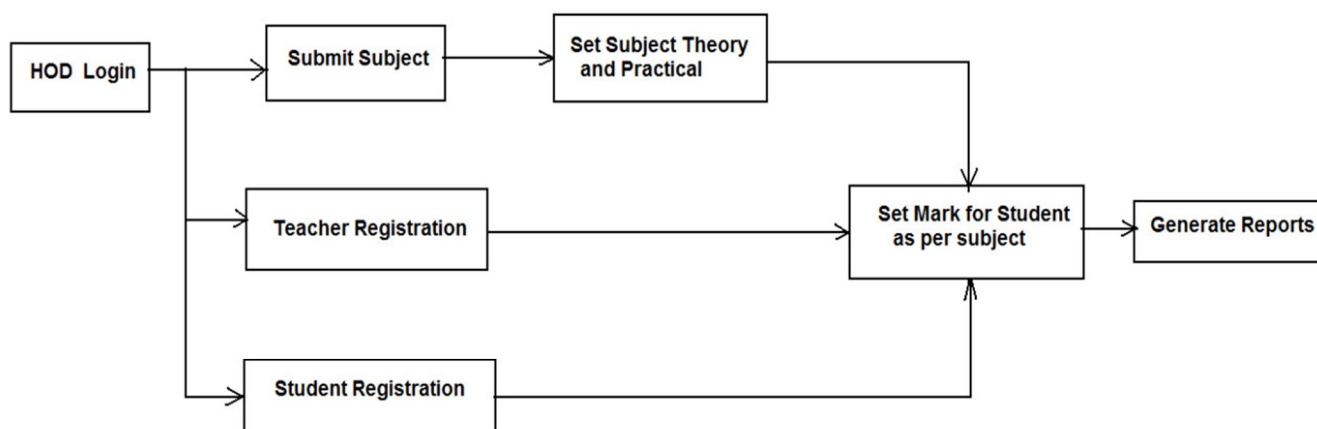 HOD Login
Submit Subject
Set Subject Theory
and Practical
Teacher Registration
Set Mark for Student
as per subject
Generate Reports
Student Registration